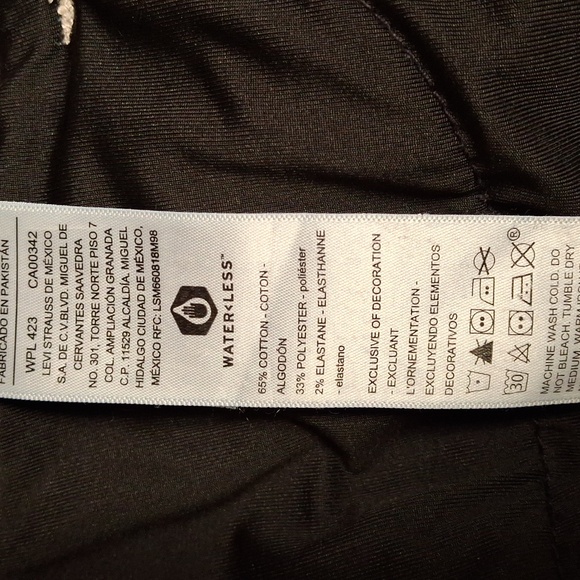 FABRICADO EN PAKISTÁN
WPL 423 CA00342
LEVI STRAUSS DE MÉXICO
S.A. DE C.V.BLVD. MIGUEL DE
CERVANTES SAAVEDRA
NO. 301, TORRE NORTE PISO 7
COL. AMPLIACIÓN GRANADA
C.P. 11529 ALCALDÍA. MIGUEL
HIDALGO CIUDAD DE MÉXICO.
MÉXICO RFC: LSM660818M98
WATER<LESS™
65% COTTON - COTON -
ALGODÓN
33% POLYESTER - poliéster
2% ELASTANE - ELASTHANNE
- elastano
EXCLUSIVE OF DECORATION
- EXCLUANT
L'ORNEMENTATION -
EXCLUYENDO ELEMENTOS
DECORATIVOS
30 ®
MACHINE WASH COLD. DO
NOT BLEACH. TUMBLE DRY